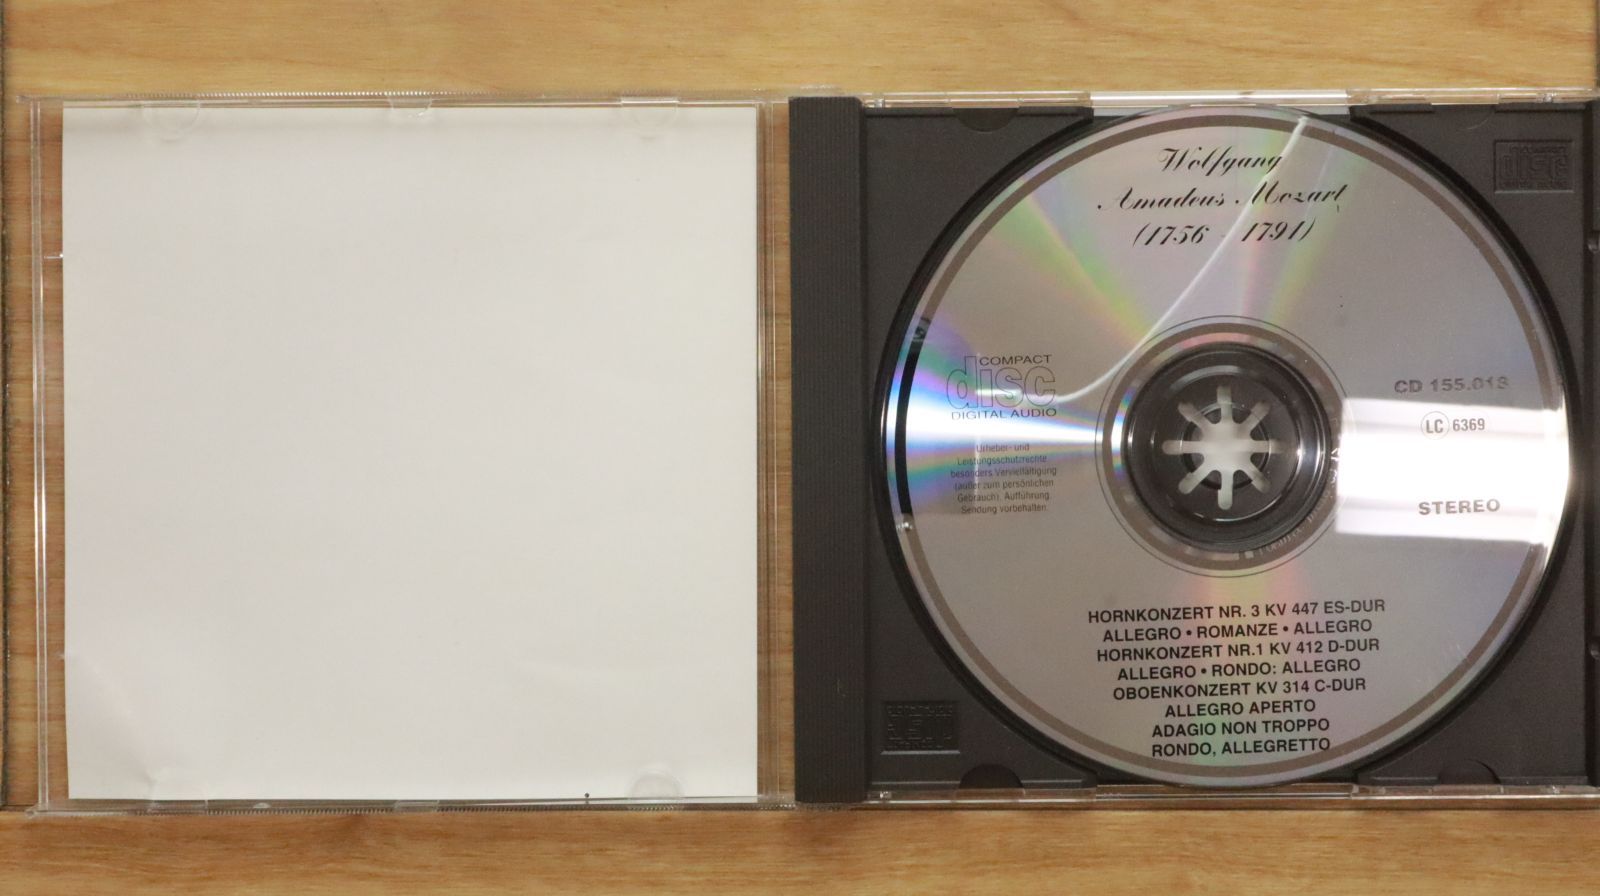 Wolfgang
Amadeus Mozart
(1756 - 1791)
COMPACT
disc
DIGITAL AUDIO
Urheber- und
Leistungsschutzrechte
besonders Vervielfältigung
(außer zum persönlichen
Gebrauch). Aufführung.
Sendung vorbehalten.
CD 155.013
LC 6369
STEREO
HORNKONZERT NR. 3 KV 447 ES-DUR
ALLEGRO • ROMANZE • ALLEGRO
HORNKONZERT NR.1 KV 412 D-DUR
ALLEGRO • RONDO: ALLEGRO
OBOENKONZERT KV 314 C-DUR
ALLEGRO APERTO
ADAGIO NON TROPPO
RONDO, ALLEGRETTO